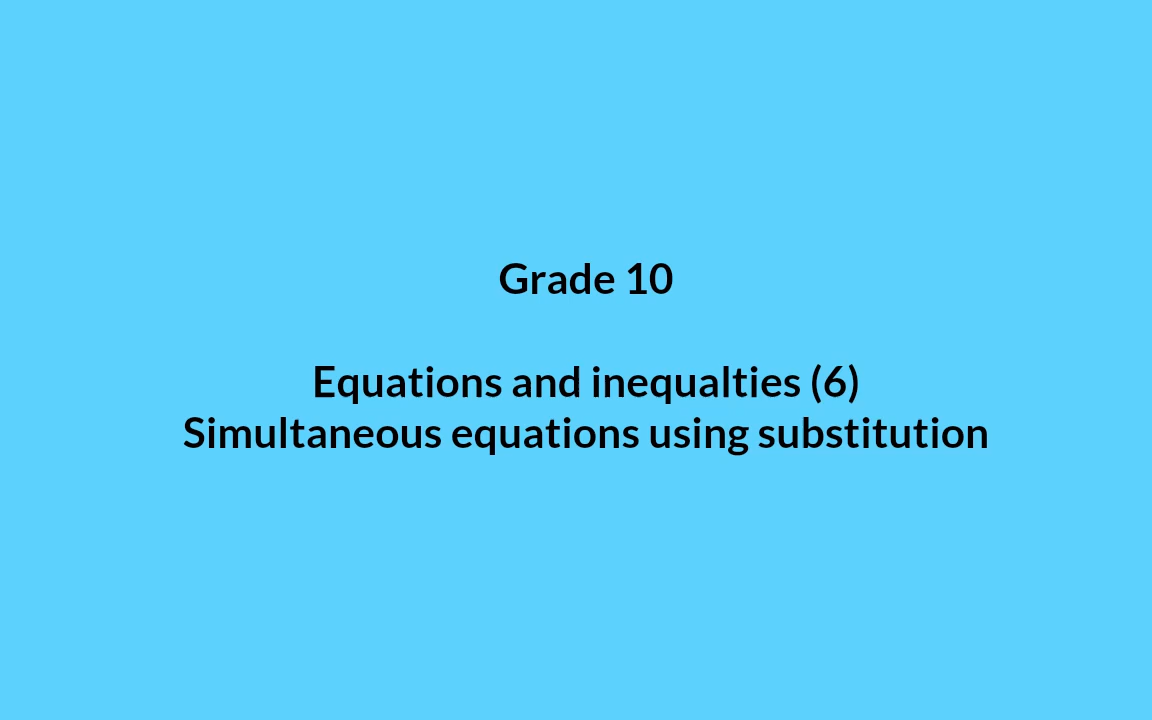 Grade 10
Equations and inequalties (6)
Simultaneous equations using substitution